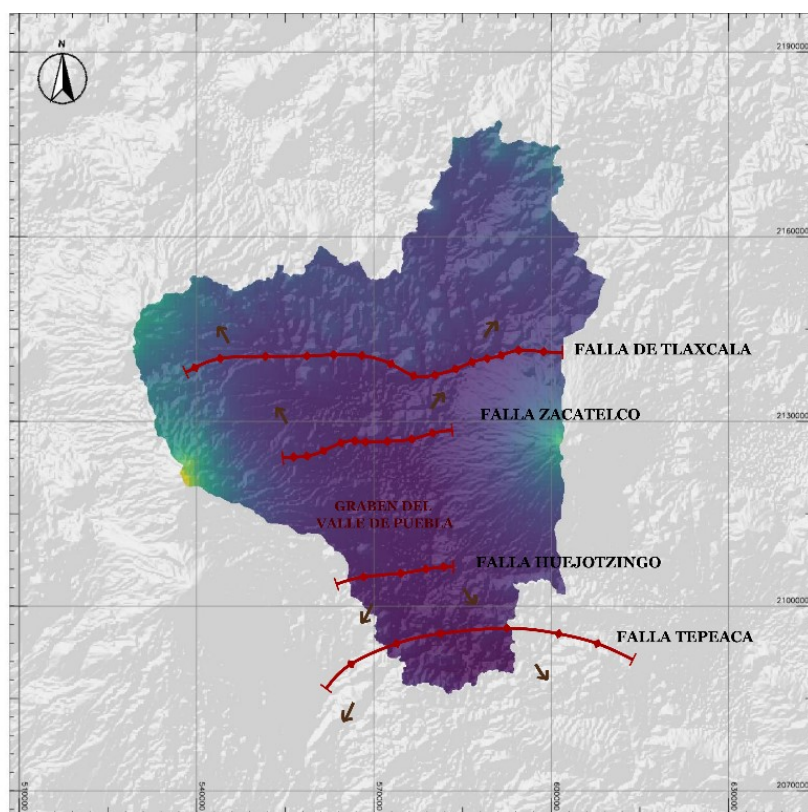 N
2190000
2160000
FALLA DE TLAXCALA
2130000
FALLA ZACATELCO
GRABEN DEL
VALLE DE PUEBLA
FALLA HUEJOTZINGO
2100000
FALLA TEPEACA
2070000
510000
540000
570000
600000
630000